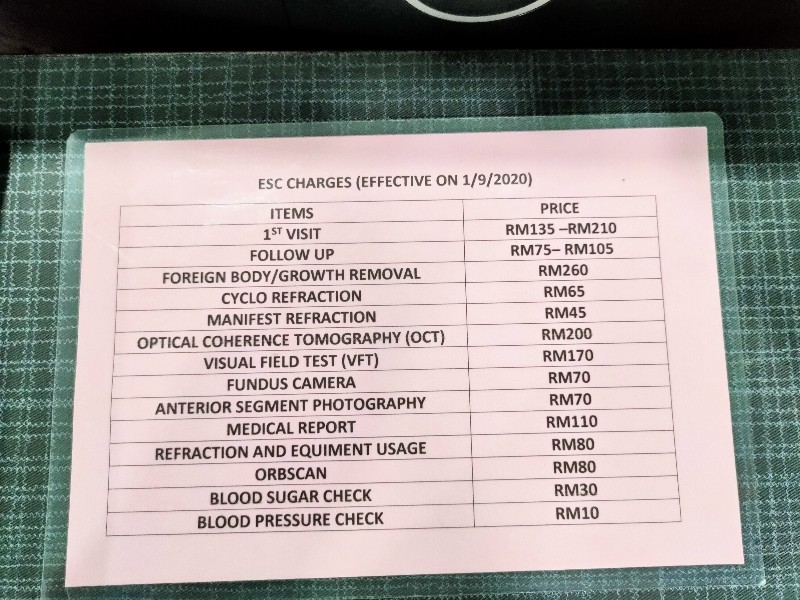 ESC CHARGES (EFFECTIVE ON 1/9/2020)
ITEMS PRICE
1ST VISIT RM135 –RM210
FOLLOW UP RM75– RM105
FOREIGN BODY/GROWTH REMOVAL RM260
CYCLO REFRACTION RM65
MANIFEST REFRACTION RM45
OPTICAL COHERENCE TOMOGRAPHY (OCT) RM200
VISUAL FIELD TEST (VFT) RM170
FUNDUS CAMERA RM70
ANTERIOR SEGMENT PHOTOGRAPHY RM70
MEDICAL REPORT RM110
REFRACTION AND EQUIMENT USAGE RM80
ORBSCAN RM80
BLOOD SUGAR CHECK RM30
BLOOD PRESSURE CHECK RM10